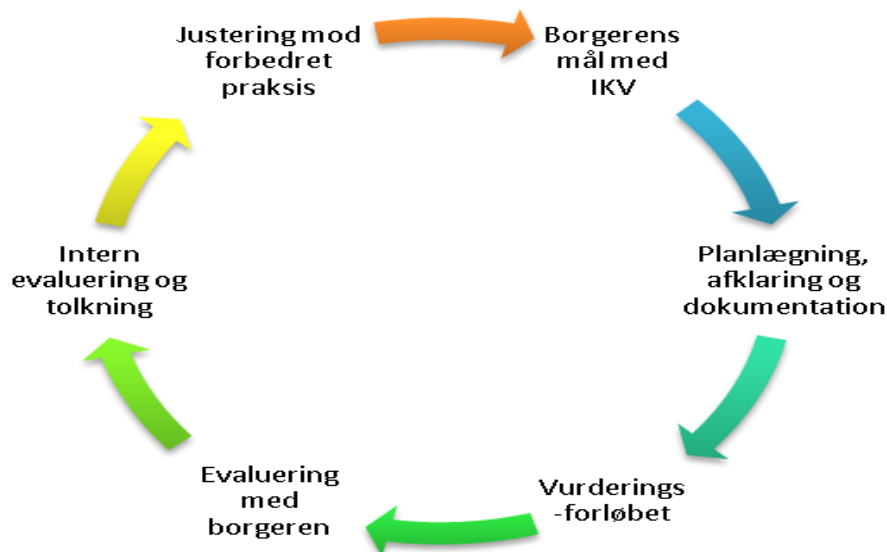 Justering mod
forbedret
praksis
Borgerens
mål med
IKV
Planlægning,
afklaring og
dokumentation
Vurderings
-forløbet
Evaluering
med
borgeren
Intern
evaluering og
tolkning